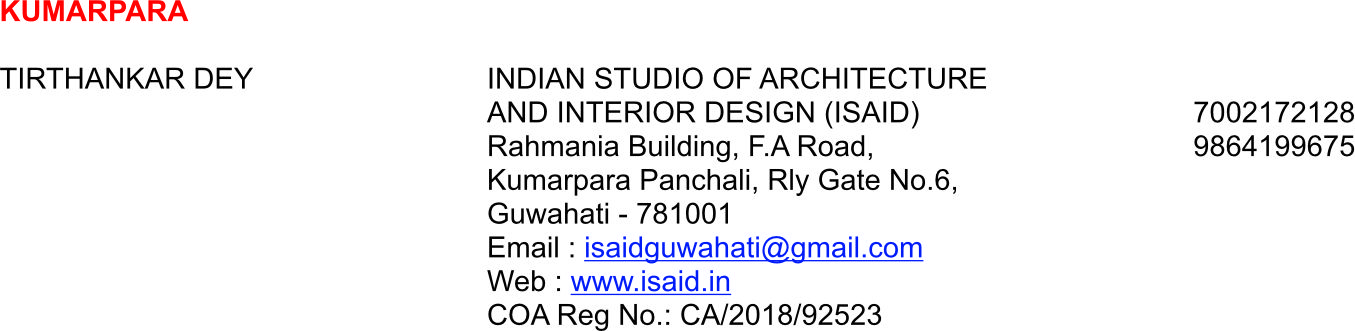 KUMARPARA
TIRTHANKAR DEY
INDIAN STUDIO OF ARCHITECTURE
AND INTERIOR DESIGN (ISAID) 7002172128
Rahmania Building, F.A Road, 9864199675
Kumarpara Panchali, Rly Gate No.6,
Guwahati - 781001
Email : isaidguwahati@gmail.com
Web : www.isaid.in
COA Reg No.: CA/2018/92523